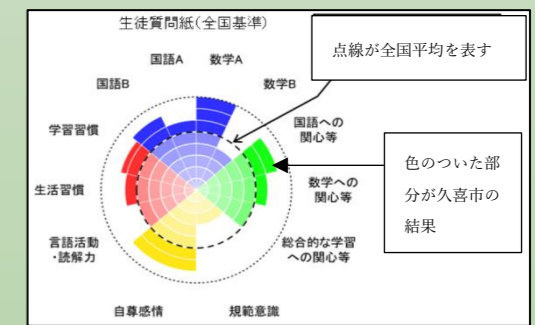 生徒質問紙(全国基準)
点線が全国平均を表す
国語A
数学A
国語B
数学B
学習習慣
国語への
関心等
生活習慣
数学への
関心等
色のついた部
分が久喜市の
結果
言語活動
・読解力
総合的な学習
への関心等
自尊感情
規範意識